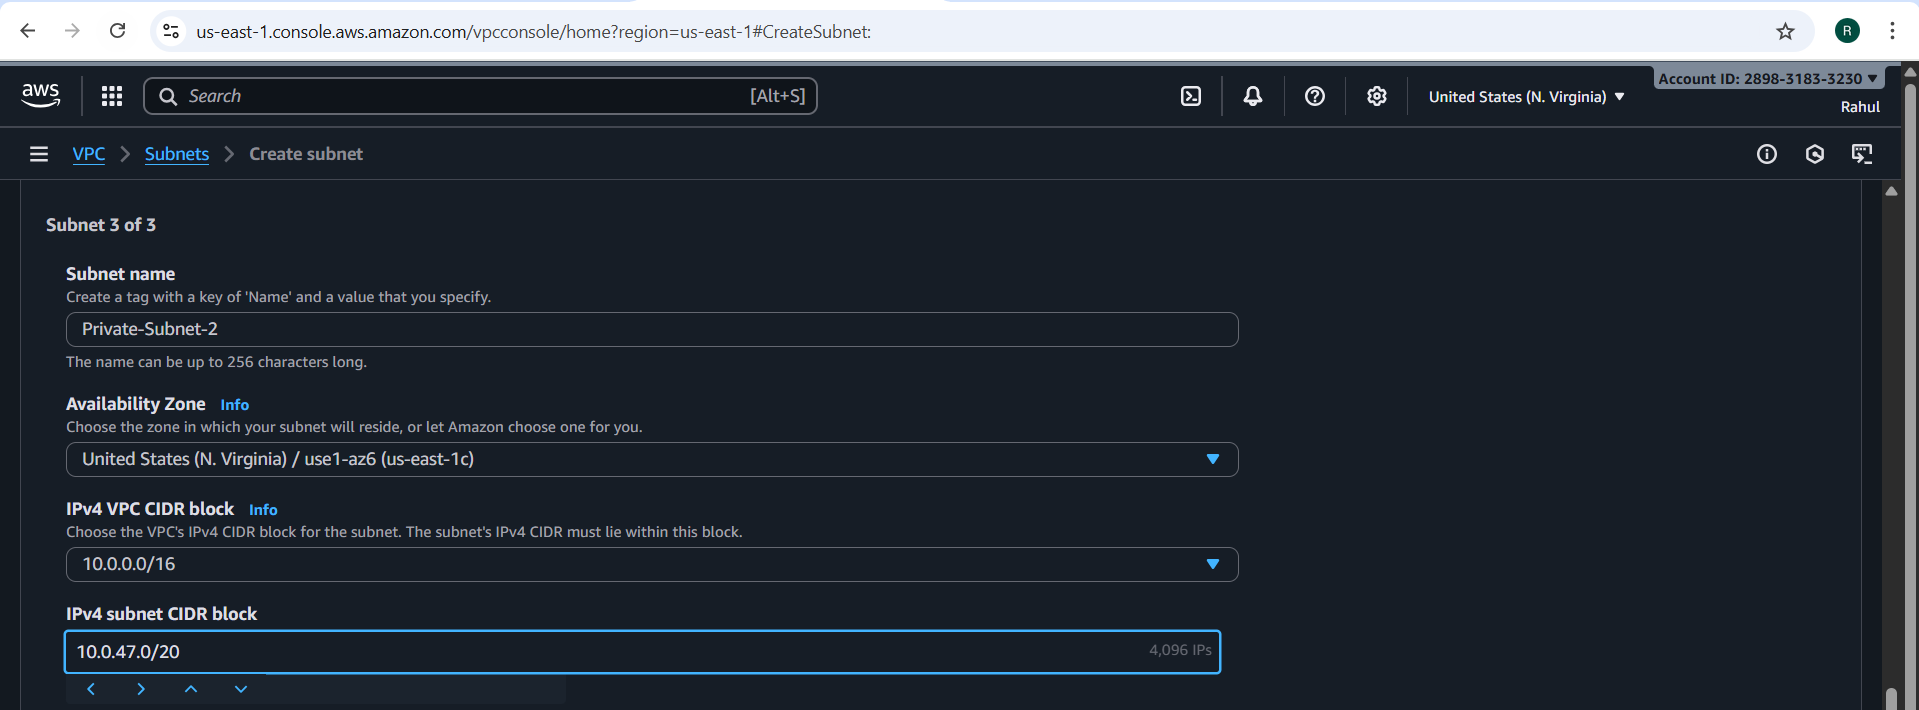 us-east-1.console.aws.amazon.com/vpcconsole/home?region=us-east-1#CreateSubnet:
R
aws
Search
[Alt+S]
United States (N. Virginia)
Account ID: 2898-3183-3230
Rahul
VPC
Subnets
Create subnet
Subnet 3 of 3
Subnet name
Create a tag with a key of 'Name' and a value that you specify.
Private-Subnet-2
The name can be up to 256 characters long.
Availability Zone Info
Choose the zone in which your subnet will reside, or let Amazon choose one for you.
United States (N. Virginia) / use1-az6 (us-east-1c)
IPv4 VPC CIDR block Info
Choose the VPC's IPv4 CIDR block for the subnet. The subnet's IPv4 CIDR must lie within this block.
10.0.0.0/16
IPv4 subnet CIDR block
10.0.47.0/20
4,096 IPs